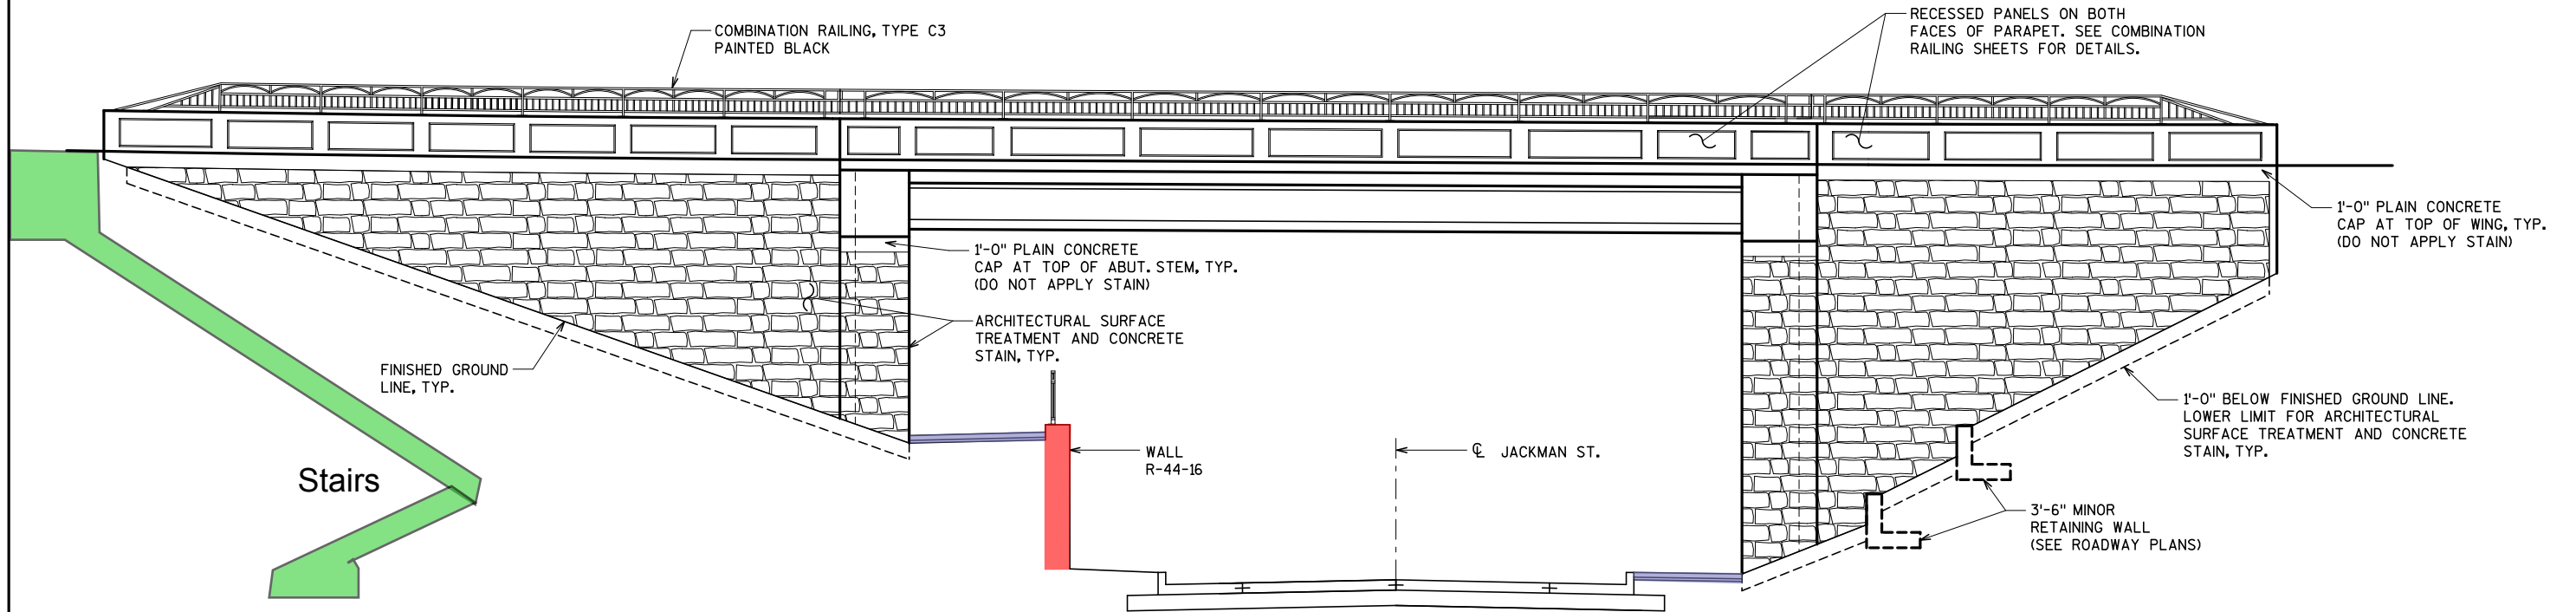 COMBINATION RAILING, TYPE C3
PAINTED BLACK
RECESSED PANELS ON BOTH
FACES OF PARAPET. SEE COMBINATION
RAILING SHEETS FOR DETAILS.
1'-0" PLAIN CONCRETE
CAP AT TOP OF WING, TYP.
(DO NOT APPLY STAIN)
1'-0" PLAIN CONCRETE
CAP AT TOP OF ABUT. STEM, TYP.
(DO NOT APPLY STAIN)
ARCHITECTURAL SURFACE
TREATMENT AND CONCRETE
STAIN, TYP.
FINISHED GROUND
LINE, TYP.
1'-0" BELOW FINISHED GROUND LINE.
LOWER LIMIT FOR ARCHITECTURAL
SURFACE TREATMENT AND CONCRETE
STAIN, TYP.
Stairs
WALL
R-44-16
℄ JACKMAN ST.
3'-6" MINOR
RETAINING WALL
(SEE ROADWAY PLANS)